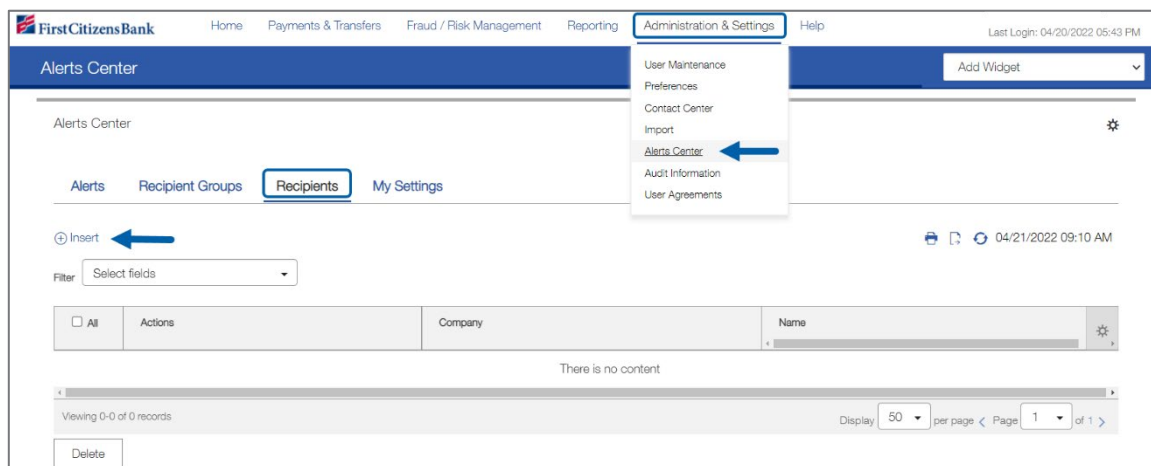 First Citizens Bank Home Payments & Transfers Fraud / Risk Management Reporting Administration & Settings Help Last Login: 04/20/2022 05:43 PM
Alerts Center Add Widget
User Maintenance
Preferences
Contact Center
Import
Alerts Center
Audit Information
User Agreements
Alerts Center
Alerts Recipient Groups Recipients My Settings
Insert 04/21/2022 09:10 AM
Filter Select fields
All Actions Company Name
There is no content
Viewing 0-0 of 0 records Display 50 per page Page 1 of 1
Delete